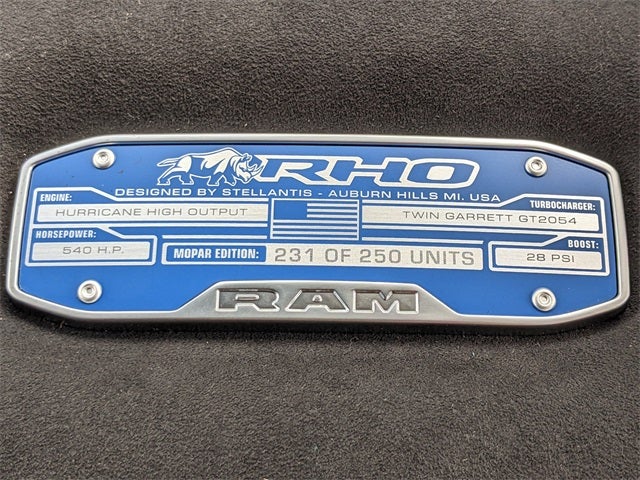 RHO
DESIGNED BY STELLANTIS - AUBURN HILLS MI. USA
ENGINE:
HURRICANE HIGH OUTPUT
TURBOCHARGER:
TWIN GARRETT GT2054
HORSEPOWER:
540 H.P.
MOPAR EDITION: 231 OF 250 UNITS
BOOST:
28 PSI
RAM